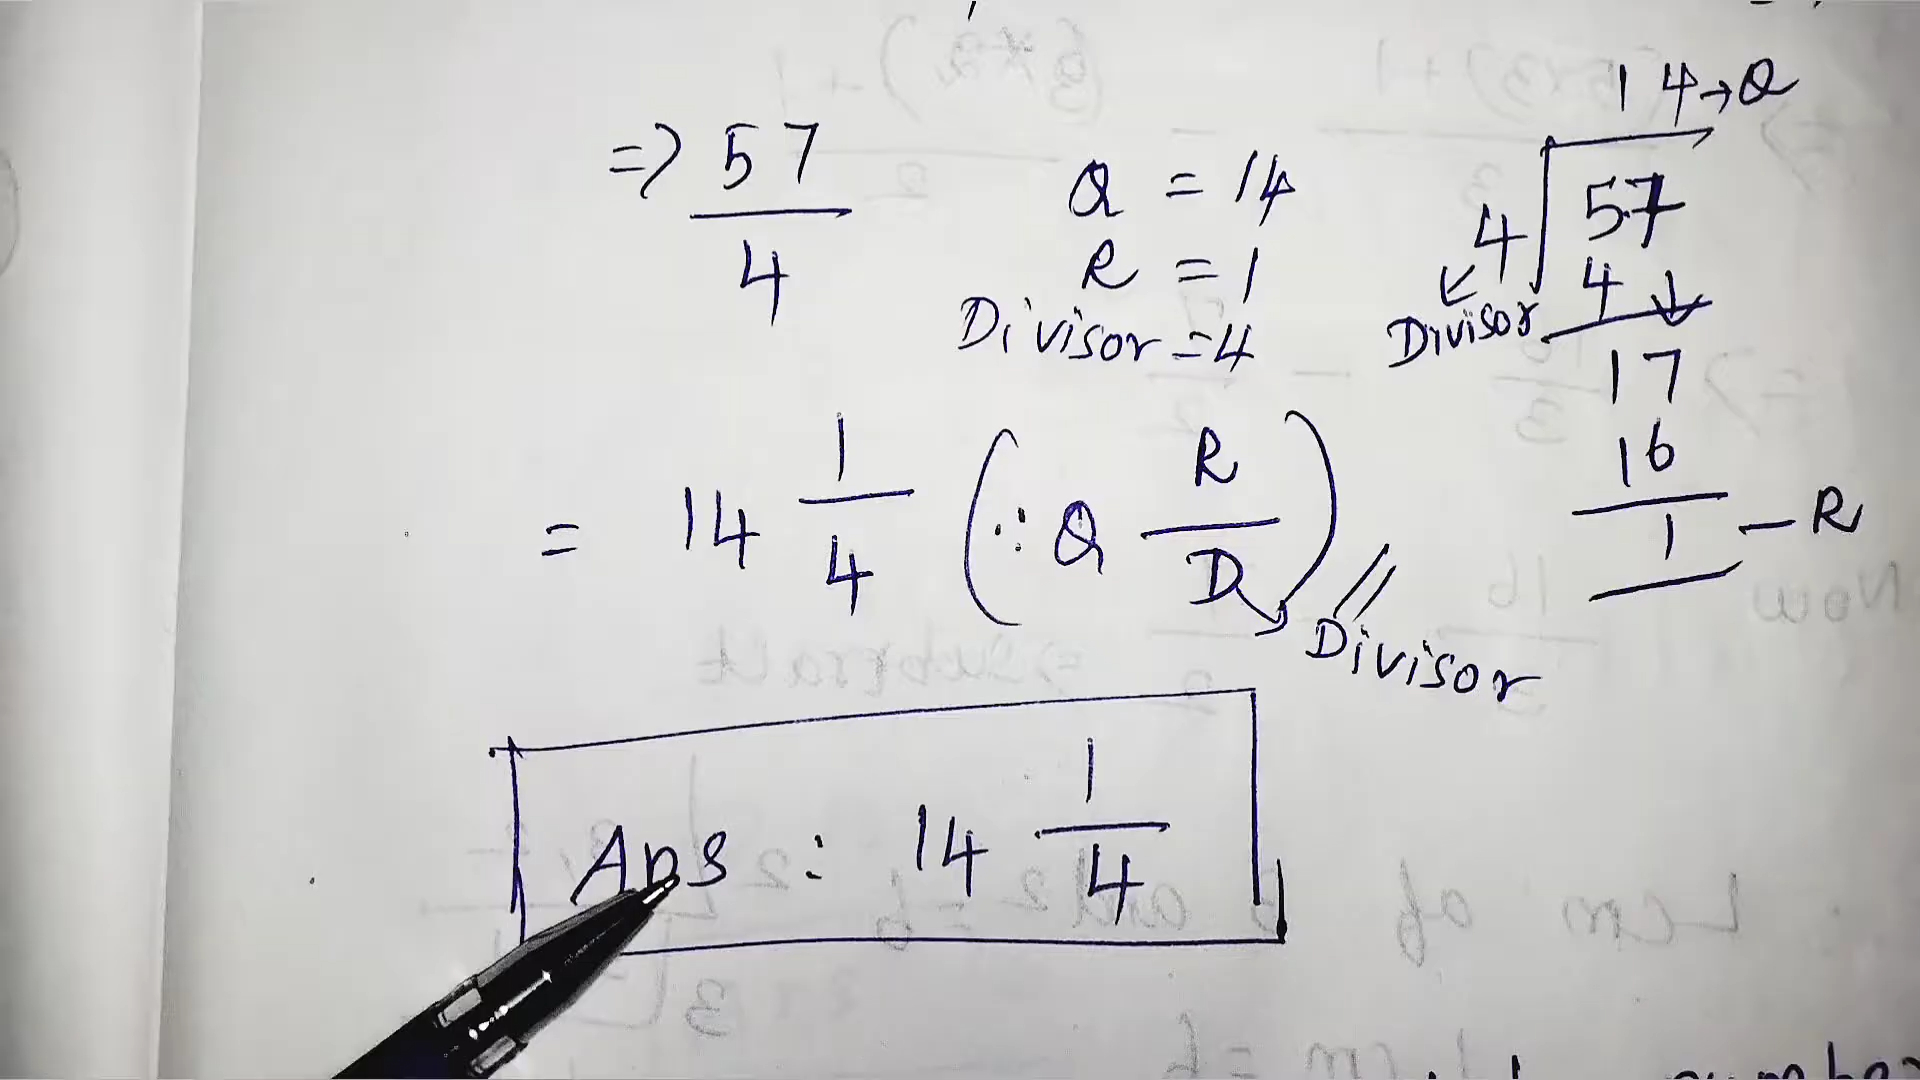 => 57/4
Q = 14
R = 1
Divisor = 4
14 → Q
4 57
Divisor
4
17
16
1 — R
= 14 1/4 (∵ Q R/D)
Divisor
Ans : 14 1/4